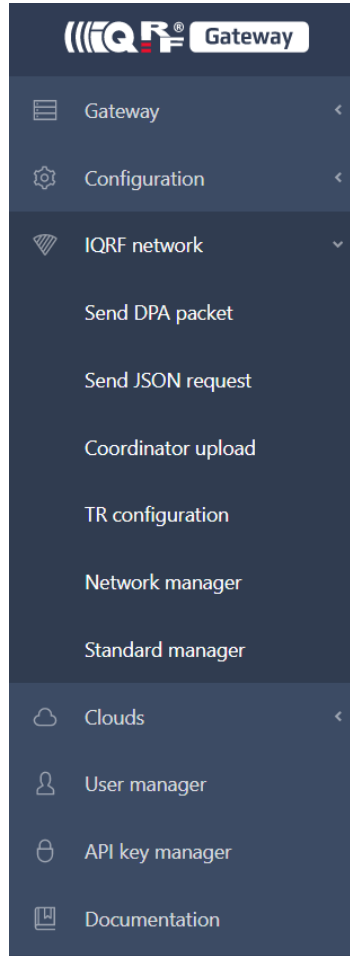 IQRF® Gateway
Gateway
Configuration
IQRF network
Send DPA packet
Send JSON request
Coordinator upload
TR configuration
Network manager
Standard manager
Clouds
User manager
API key manager
Documentation